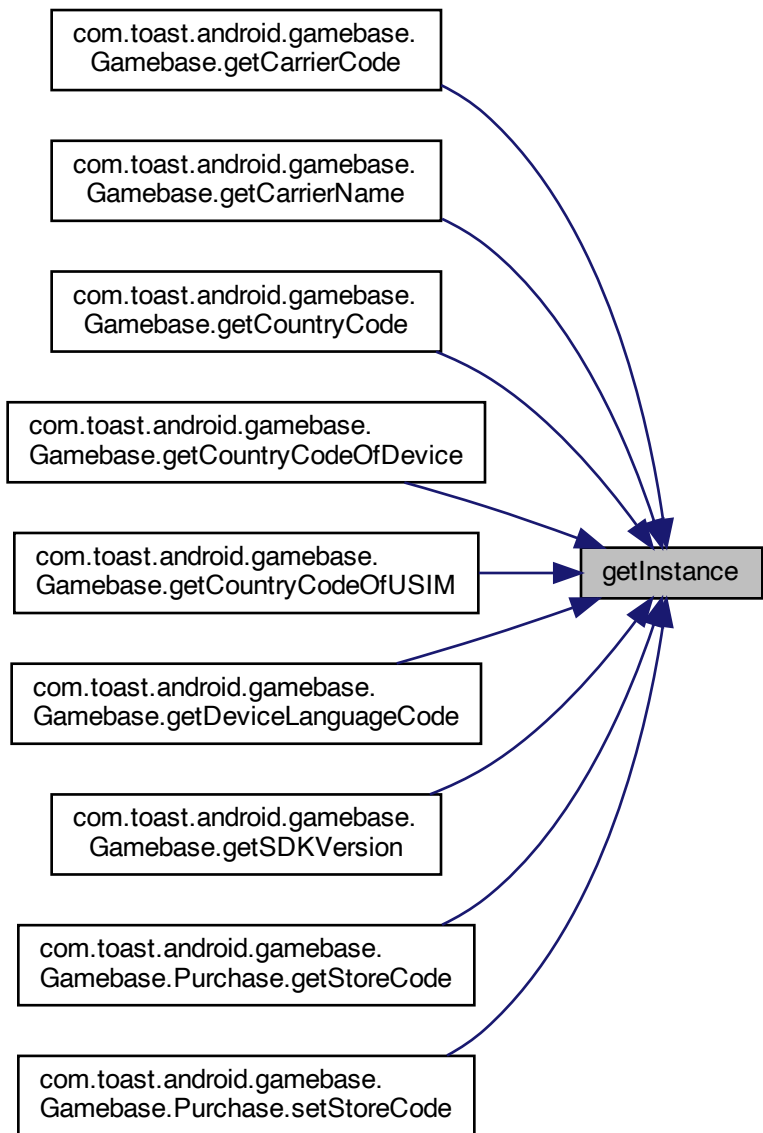 com.toast.android.gamebase.
Gamebase.getCarrierCode
com.toast.android.gamebase.
Gamebase.getCarrierName
com.toast.android.gamebase.
Gamebase.getCountryCode
com.toast.android.gamebase.
Gamebase.getCountryCodeOfDevice
com.toast.android.gamebase.
Gamebase.getCountryCodeOfUSIM
getInstance
com.toast.android.gamebase.
Gamebase.getDeviceLanguageCode
com.toast.android.gamebase.
Gamebase.getSDKVersion
com.toast.android.gamebase.
Gamebase.Purchase.getStoreCode
com.toast.android.gamebase.
Gamebase.Purchase.setStoreCode